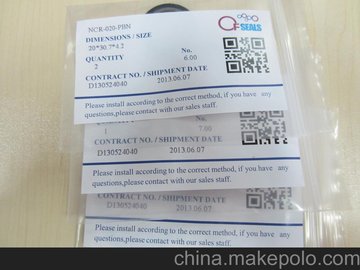 NCR-020-PBN
OF SEALS
DIMENSIONS / SIZE
20*30.7*4.2
QUANTITY No.
2 6.00
CONTRACT NO. / SHIPMENT DATE
D130524040 2013.06.07
Please install according to the correct method, if you have any
questions,please contact with our sales staff.
1 7.00
CONTRACT NO. / SHIPMENT DATE
D130524040 2013.06.07
Please install according to the correct method, if you have any
questions,please contact with our sales staff.
CONTRACT NO. / SHIPMENT DATE
D130524040 2013.06.07
Please install according to the correct method, if you have any
questions,please contact with our sales staff.
china.makepolo.com